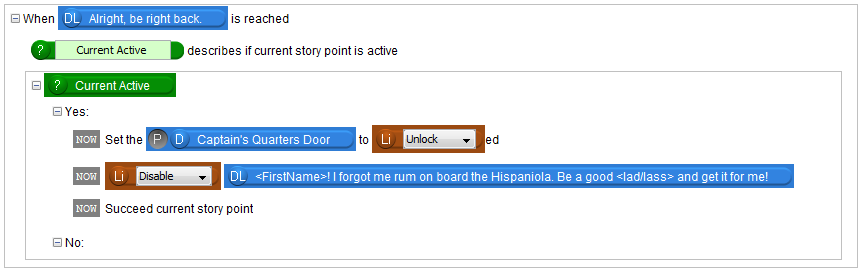 When DL Alright, be right back. is reached
? Current Active describes if current story point is active
? Current Active
Yes:
NOW Set the P D Captain's Quarters Door to Li Unlock ed
NOW Li Disable DL <FirstName>! I forgot me rum on board the Hispaniola. Be a good <lad/lass> and get it for me!
NOW Succeed current story point
No: